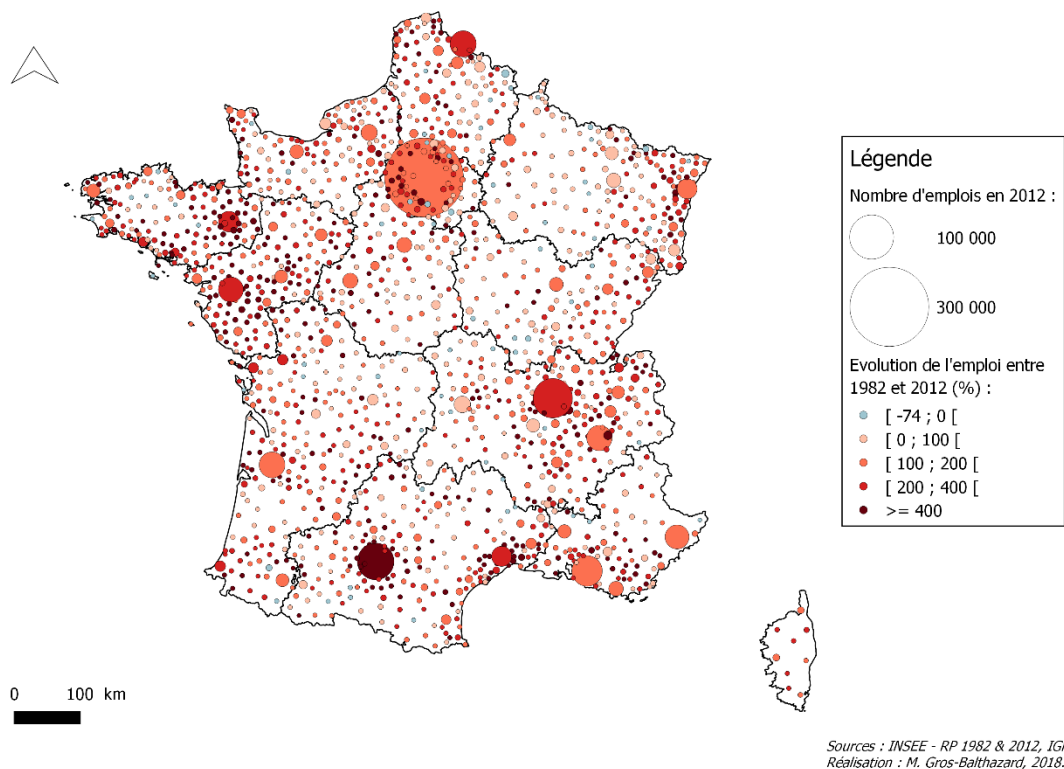 Légende
Nombre d'emplois en 2012 :
100 000
300 000
Evolution de l'emploi entre
1982 et 2012 (%) :
[ -74 ; 0 [
[ 0 ; 100 [
[ 100 ; 200 [
[ 200 ; 400 [
>= 400
0 100 km
Sources : INSEE - RP 1982 & 2012, IG
Réalisation : M. Gros-Balthazard, 2018